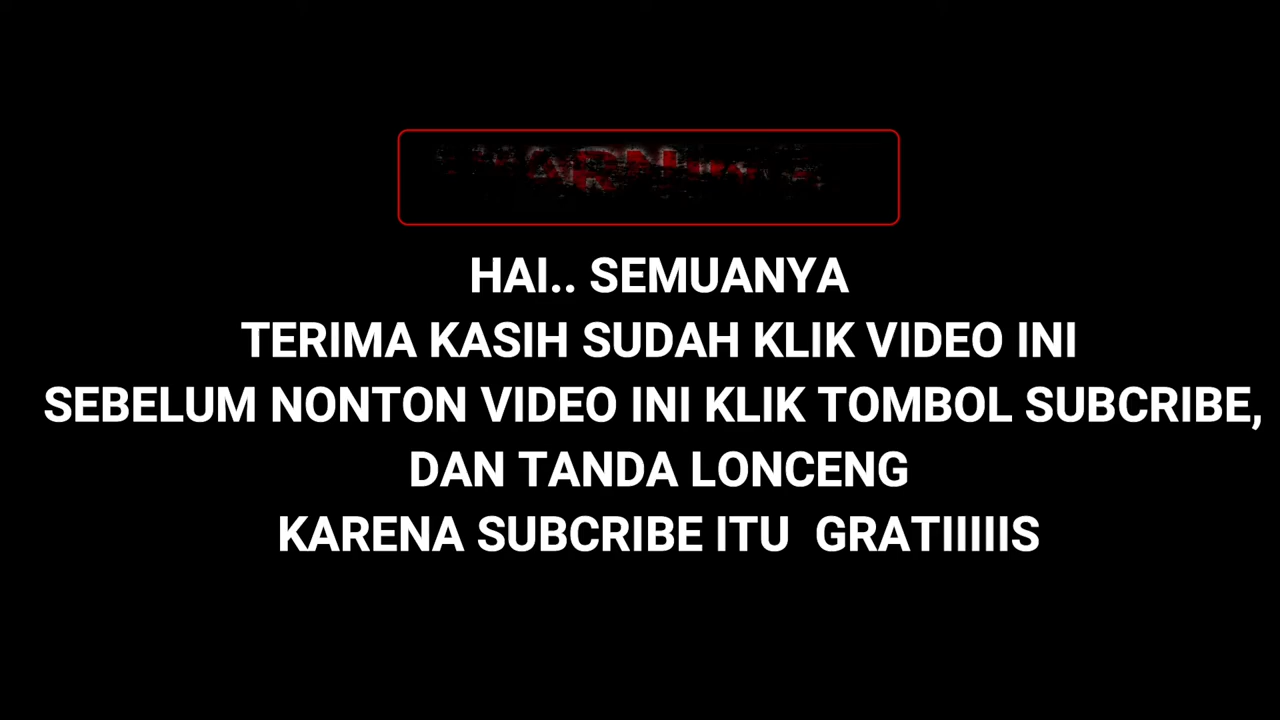 HAI.. SEMUANYA
TERIMA KASIH SUDAH KLIK VIDEO INI
SEBELUM NONTON VIDEO INI KLIK TOMBOL SUBCRIBE,
DAN TANDA LONCENG
KARENA SUBCRIBE ITU  GRATIIIIIS